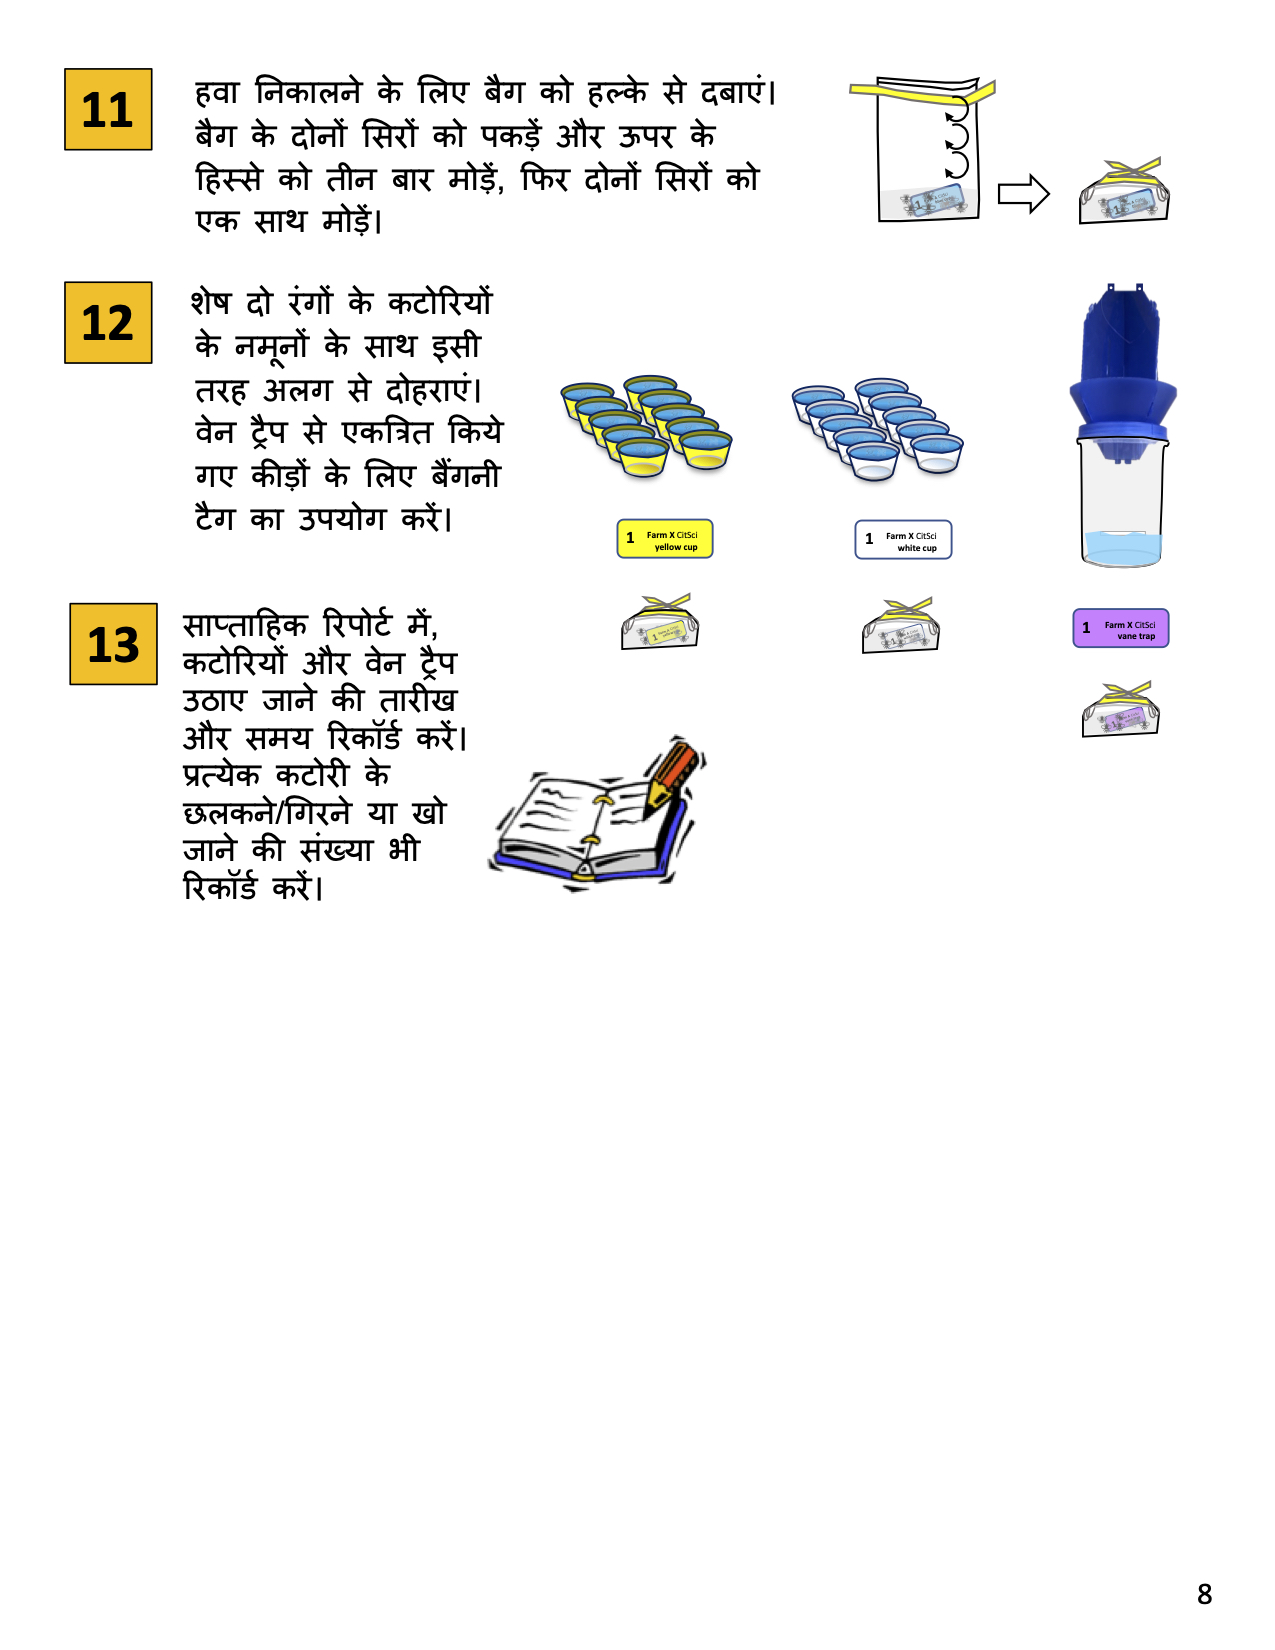 11
हवा निकालने के लिए बैग को हल्के से दबाएं।
बैग के दोनों सिरों को पकड़ें और ऊपर के
हिस्से को तीन बार मोड़ें, फिर दोनों सिरों को
एक साथ मोड़ें।
12
शेष दो रंगों के कटोरियों
के नमूनों के साथ इसी
तरह अलग से दोहराएं।
वेन ट्रैप से एकत्रित किये
गए कीड़ों के लिए बैंगनी
टैग का उपयोग करें।
1 Farm X CitSci
yellow cup
1 Farm X CitSci
white cup
1 Farm X CitSci
vane trap
13
साप्ताहिक रिपोर्ट में,
कटोरियों और वेन ट्रैप
उठाए जाने की तारीख
और समय रिकॉर्ड करें।
प्रत्येक कटोरी के
छलकने/गिरने या खो
जाने की संख्या भी
रिकॉर्ड करें।
8